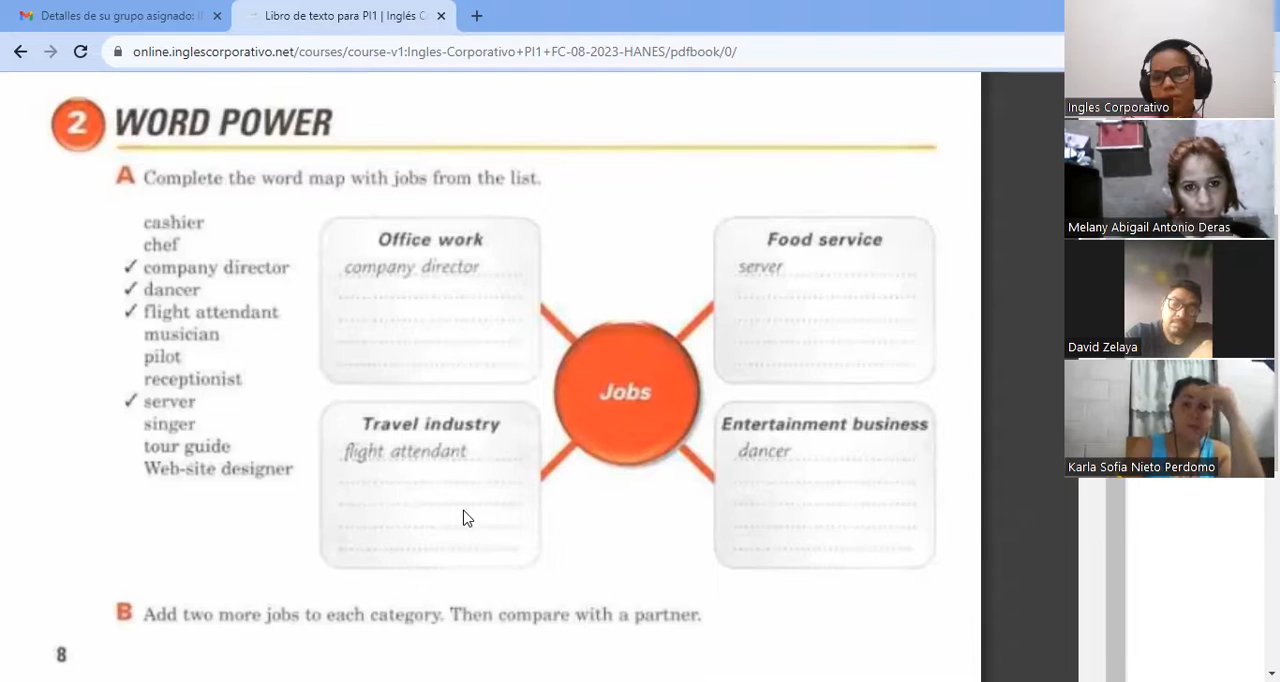 Detalles de su grupo asignado: I
Libro de texto para PI1 | Inglés C
online.inglescorporativo.net/courses/course-v1:Ingles-Corporativo+PI1+FC-08-2023-HANES/pdfbook/0/
2 WORD POWER
A Complete the word map with jobs from the list.
cashier
chef
✓ company director
✓ dancer
✓ flight attendant
musician
pilot
receptionist
✓ server
singer
tour guide
Web-site designer
Office work
company director
Food service
server
Jobs
Travel industry
flight attendant
Entertainment business
dancer
B Add two more jobs to each category. Then compare with a partner.
8
Ingles Corporativo
Melany Abigail Antonio Deras
David Zelaya
Karla Sofia Nieto Perdomo